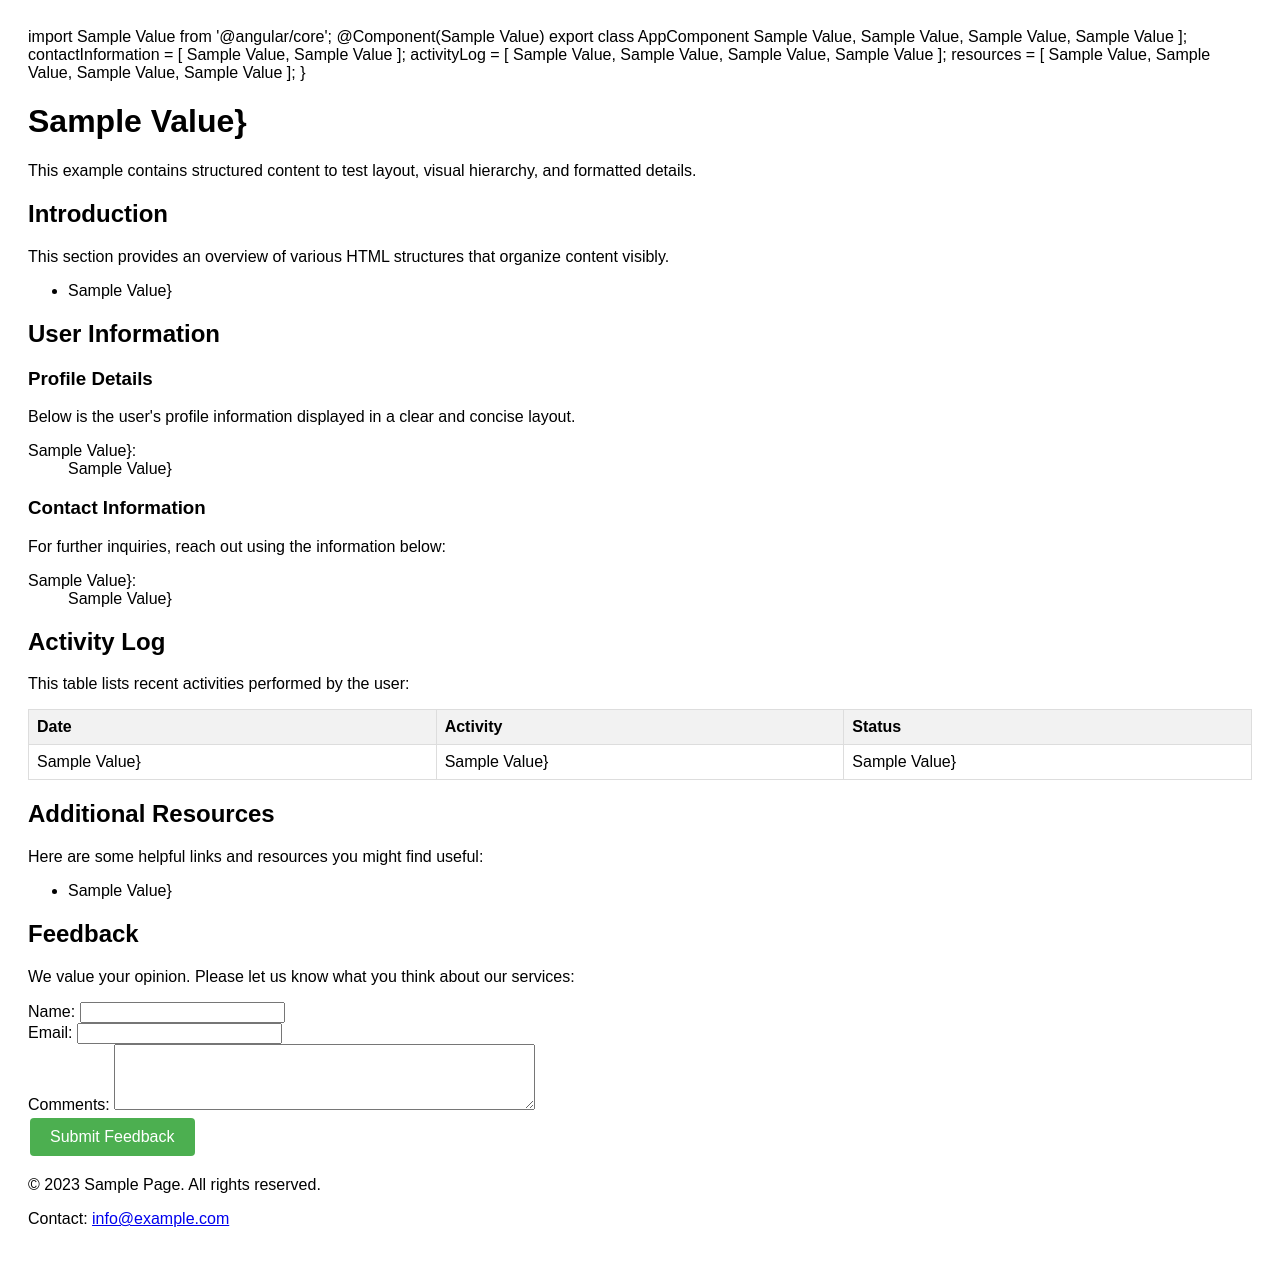 import Sample Value from '@angular/core'; @Component(Sample Value) export class AppComponent Sample Value, Sample Value, Sample Value, Sample Value ];
contactInformation = [ Sample Value, Sample Value ]; activityLog = [ Sample Value, Sample Value, Sample Value, Sample Value ]; resources = [ Sample Value, Sample
Value, Sample Value, Sample Value ]; }
Sample Value}
This example contains structured content to test layout, visual hierarchy, and formatted details.
Introduction
This section provides an overview of various HTML structures that organize content visibly.
• Sample Value}
User Information
Profile Details
Below is the user's profile information displayed in a clear and concise layout.
Sample Value}:
Sample Value}
Contact Information
For further inquiries, reach out using the information below:
Sample Value}:
Sample Value}
Activity Log
This table lists recent activities performed by the user:
Date Activity Status
Sample Value} Sample Value} Sample Value}
Additional Resources
Here are some helpful links and resources you might find useful:
• Sample Value}
Feedback
We value your opinion. Please let us know what you think about our services:
Name:
Email:
Comments:
Submit Feedback
© 2023 Sample Page. All rights reserved.
Contact: info@example.com